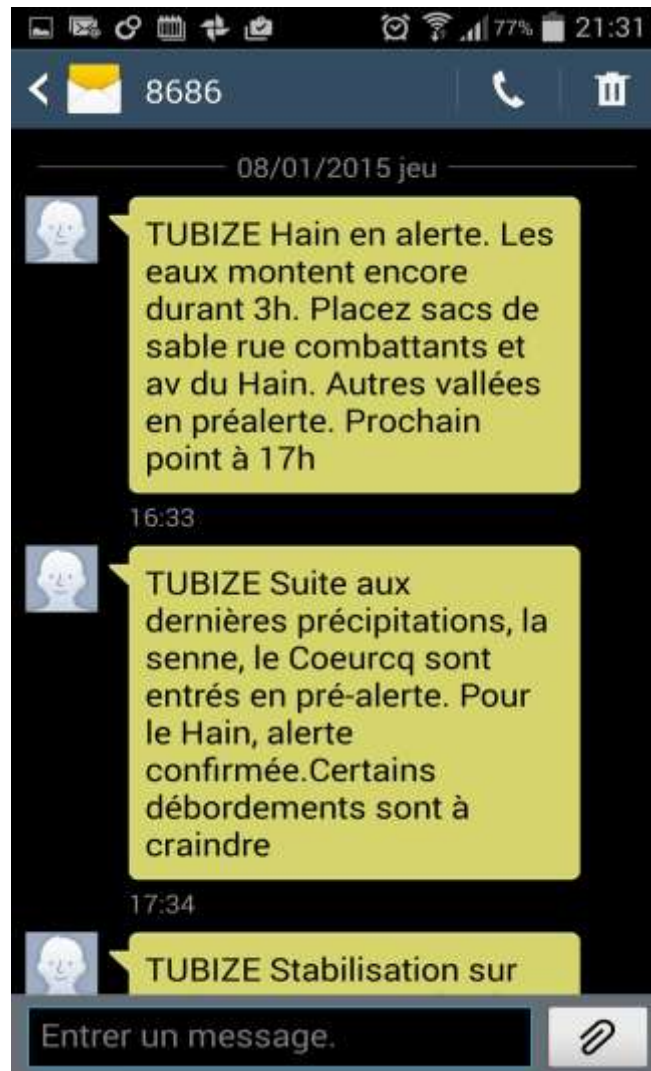 77% 21:31
8686
08/01/2015 jeu
TUBIZE Hain en alerte. Les
eaux montent encore
durant 3h. Placez sacs de
sable rue combattants et
av du Hain. Autres vallées
en préalerte. Prochain
point à 17h
16:33
TUBIZE Suite aux
dernières précipitations, la
senne, le Coeurcq sont
entrés en pré-alerte. Pour
le Hain, alerte
confirmée.Certains
débordements sont à
craindre
17:34
TUBIZE Stabilisation sur
Entrer un message.